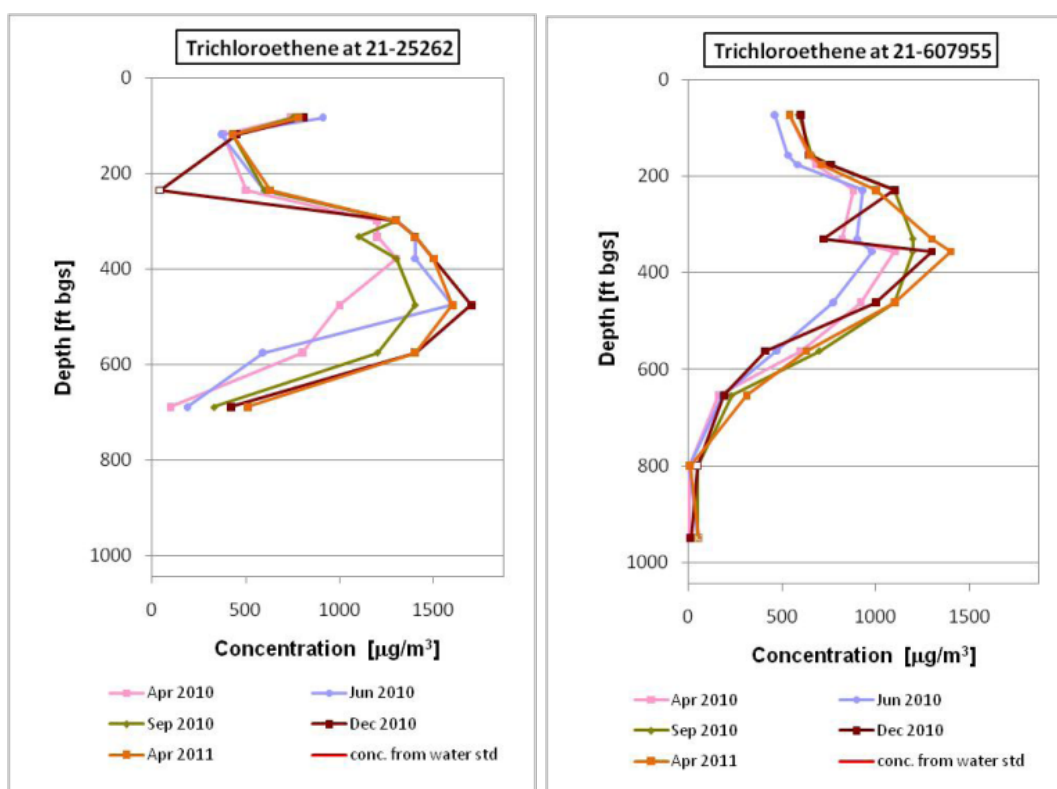 Trichloroethene at 21-25262
0
200
400
600
800
1000
Depth [ft bgs]
0 500 1000 1500
Concentration [µg/m³]
Apr 2010 Jun 2010
Sep 2010 Dec 2010
Apr 2011 conc. from water std
Trichloroethene at 21-607955
0
200
400
600
800
1000
Depth [ft bgs]
0 500 1000 1500
Concentration [µg/m³]
Apr 2010 Jun 2010
Sep 2010 Dec 2010
Apr 2011 conc. from water std